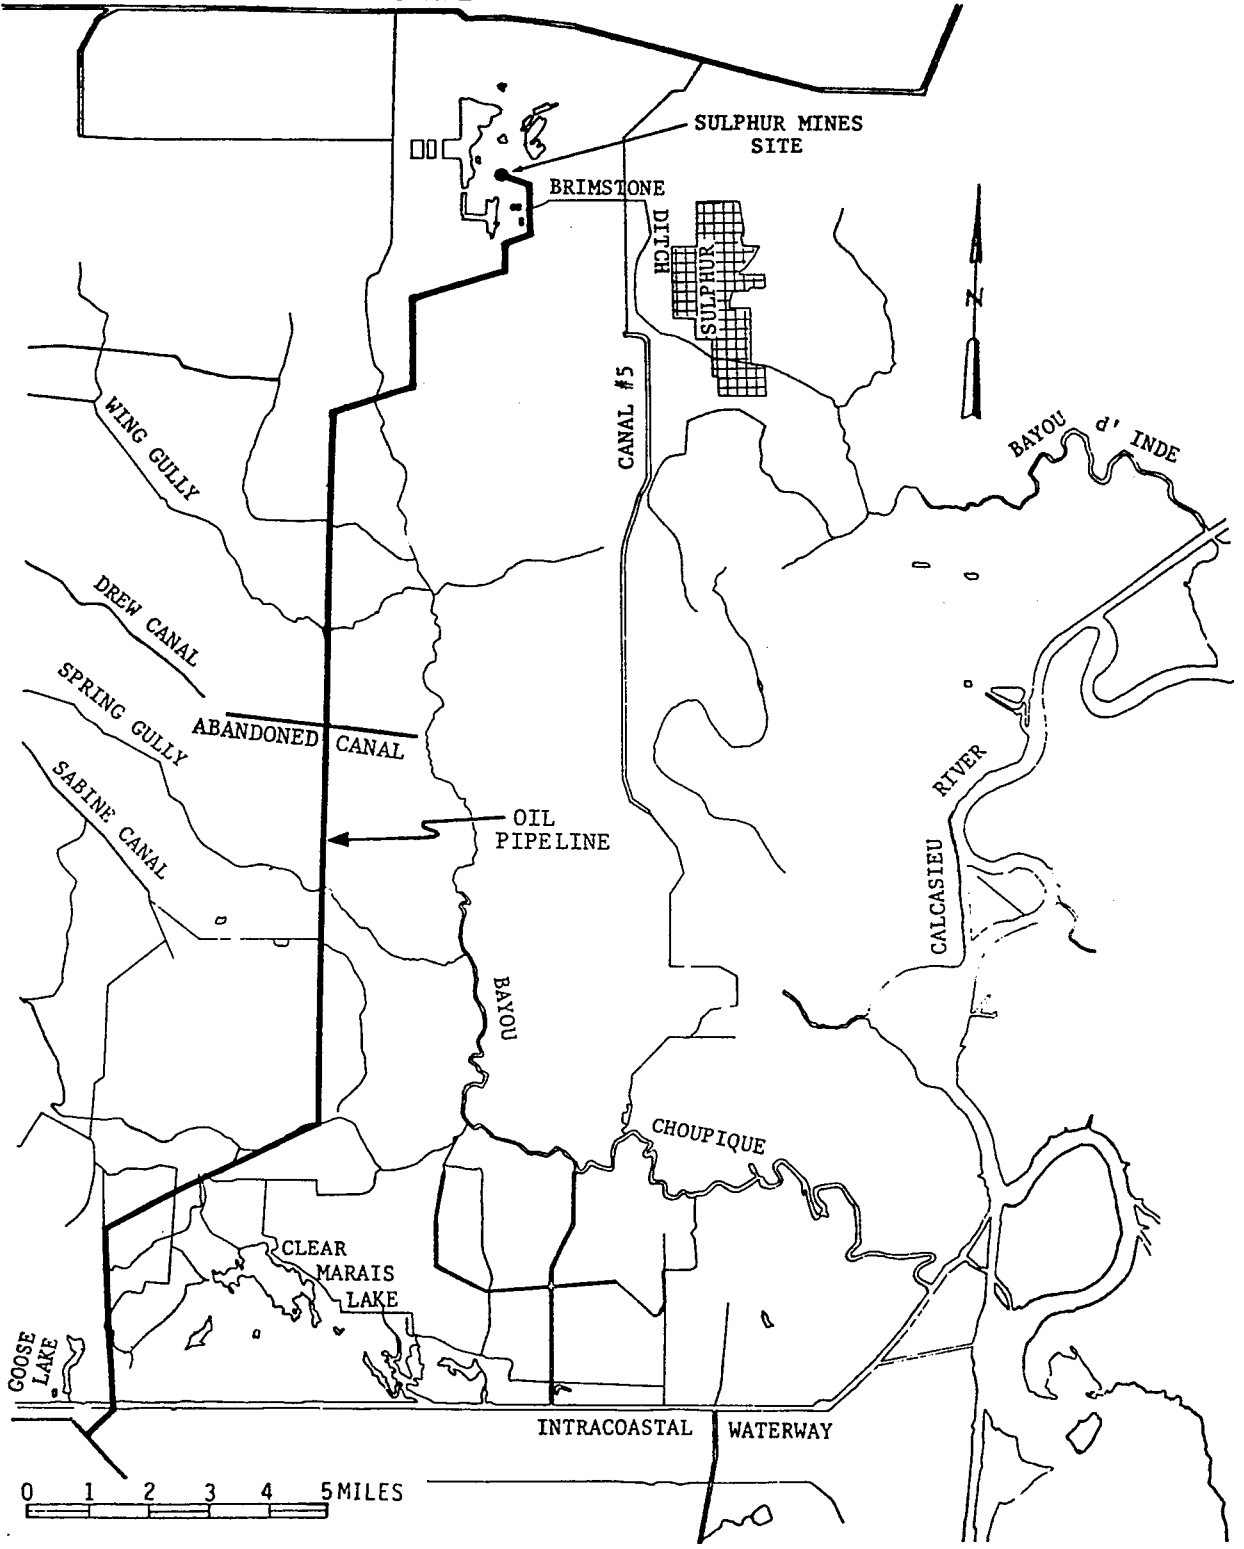 SULPHUR MINES
SITE
BRIMSTONE
DITCH
SULPHUR
N
CANAL #5
WING GULLY
BAYOU d' INDE
DREW CANAL
SPRING GULLY
ABANDONED CANAL
SABINE CANAL
OIL
PIPELINE
RIVER
CALCASIEU
BAYOU
CHOUPIQUE
CLEAR
MARAIS
LAKE
GOOSE
LAKE
INTRACOASTAL WATERWAY
0 1 2 3 4 5 MILES